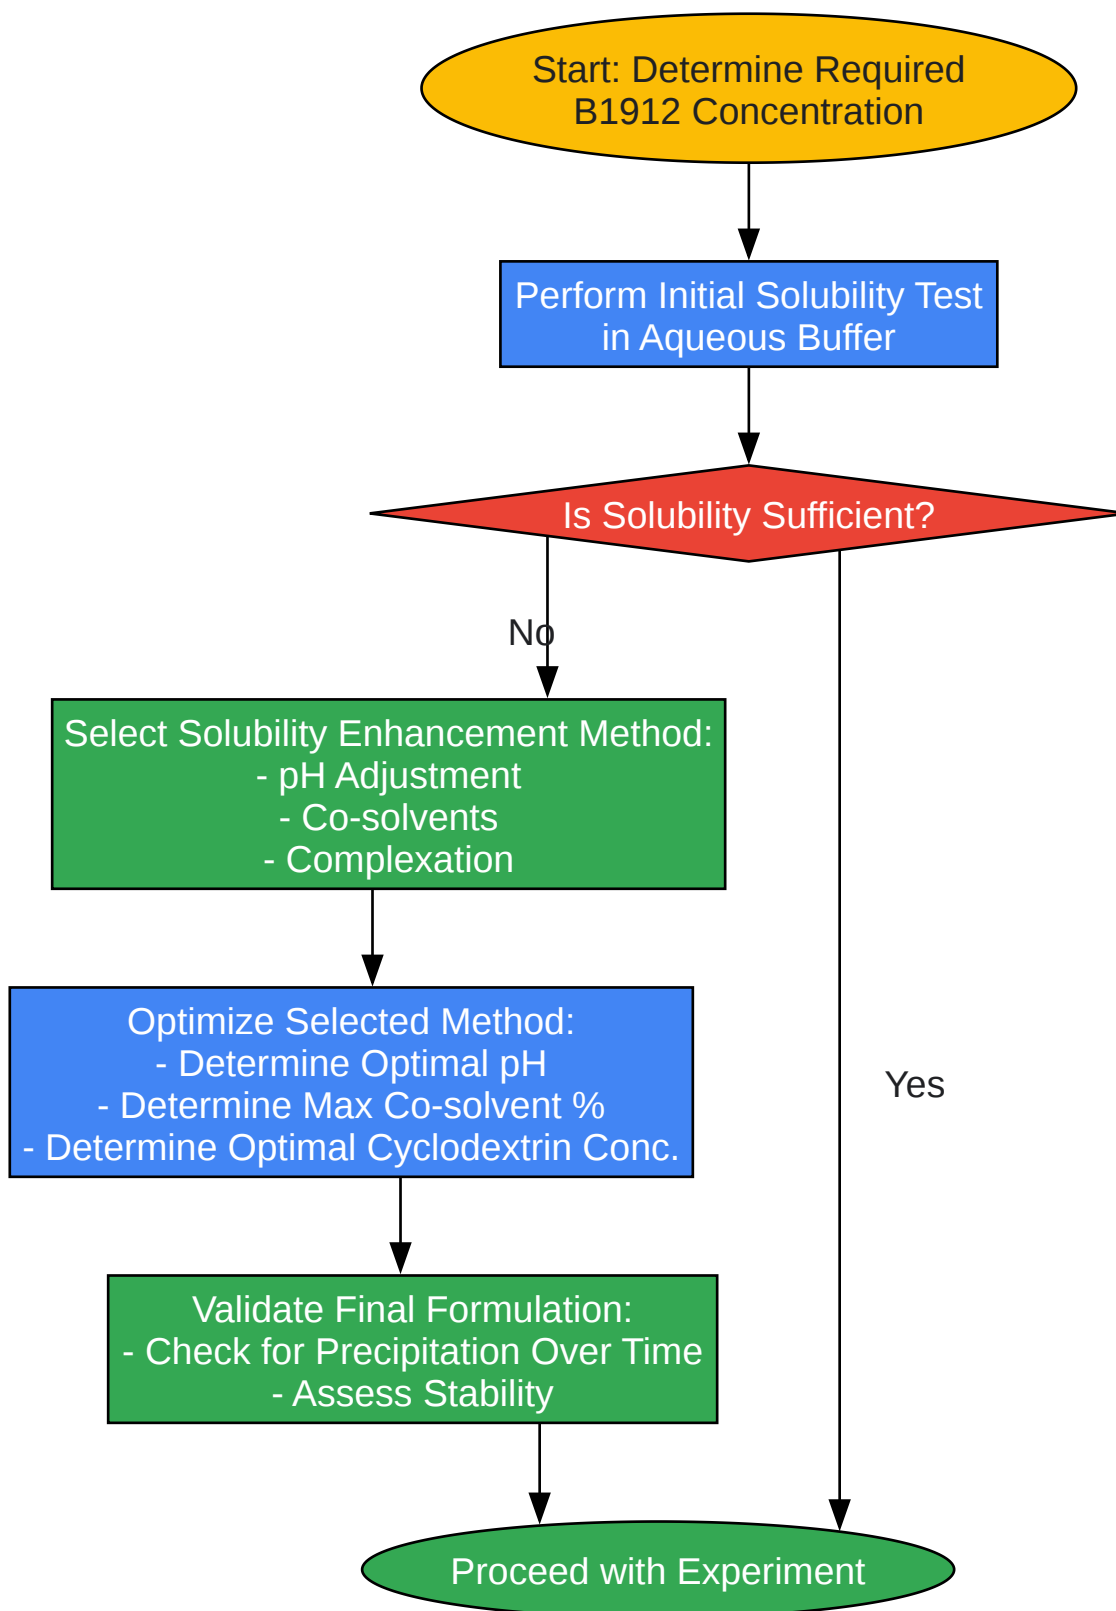 Start: Determine Required
B1912 Concentration
Perform Initial Solubility Test
in Aqueous Buffer
Is Solubility Sufficient?
No
Select Solubility Enhancement Method:
- pH Adjustment
- Co-solvents
- Complexation
Optimize Selected Method:
- Determine Optimal pH
- Determine Max Co-solvent %
- Determine Optimal Cyclodextrin Conc.
Yes
Validate Final Formulation:
- Check for Precipitation Over Time
- Assess Stability
Proceed with Experiment